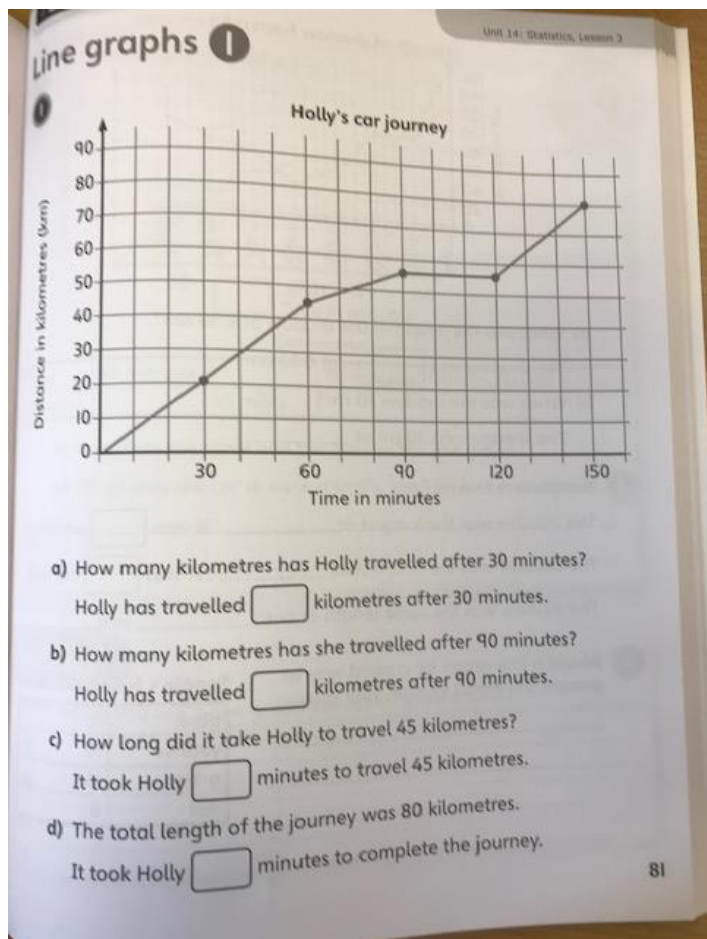 Unit 14: Statistics, Lesson 3
Line graphs 1
1
Holly's car journey
90
80
70
60
50
40
30
20
10
0
Distance in kilometres (km)
30 60 90 120 150
Time in minutes
a) How many kilometres has Holly travelled after 30 minutes?
Holly has travelled kilometres after 30 minutes.
b) How many kilometres has she travelled after 90 minutes?
Holly has travelled kilometres after 90 minutes.
c) How long did it take Holly to travel 45 kilometres?
It took Holly minutes to travel 45 kilometres.
d) The total length of the journey was 80 kilometres.
It took Holly minutes to complete the journey.
81